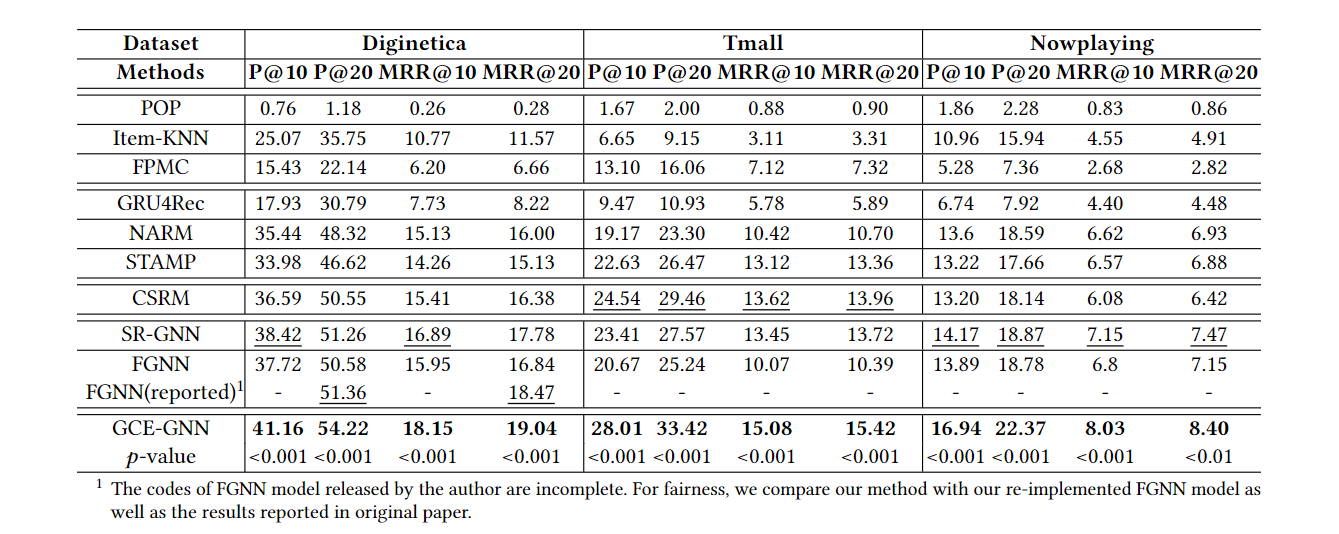 Dataset Diginetica Tmall Nowplaying
Methods P@10 P@20 MRR@10 MRR@20 P@10 P@20 MRR@10 MRR@20 P@10 P@20 MRR@10 MRR@20
POP 0.76 1.18 0.26 0.28 1.67 2.00 0.88 0.90 1.86 2.28 0.83 0.86
Item-KNN 25.07 35.75 10.77 11.57 6.65 9.15 3.11 3.31 10.96 15.94 4.55 4.91
FPMC 15.43 22.14 6.20 6.66 13.10 16.06 7.12 7.32 5.28 7.36 2.68 2.82
GRU4Rec 17.93 30.79 7.73 8.22 9.47 10.93 5.78 5.89 6.74 7.92 4.40 4.48
NARM 35.44 48.32 15.13 16.00 19.17 23.30 10.42 10.70 13.6 18.59 6.62 6.93
STAMP 33.98 46.62 14.26 15.13 22.63 26.47 13.12 13.36 13.22 17.66 6.57 6.88
CSRM 36.59 50.55 15.41 16.38 24.54 29.46 13.62 13.96 13.20 18.14 6.08 6.42
SR-GNN 38.42 51.26 16.89 17.78 23.41 27.57 13.45 13.72 14.17 18.87 7.15 7.47
FGNN 37.72 50.58 15.95 16.84 20.67 25.24 10.07 10.39 13.89 18.78 6.8 7.15
FGNN(reported)1 - 51.36 - 18.47 - - - - - - - -
GCE-GNN 41.16 54.22 18.15 19.04 28.01 33.42 15.08 15.42 16.94 22.37 8.03 8.40
p-value <0.001 <0.001 <0.001 <0.001 <0.001 <0.001 <0.001 <0.001 <0.001 <0.001 <0.001 <0.01
1 The codes of FGNN model released by the author are incomplete. For fairness, we compare our method with our re-implemented FGNN model as
well as the results reported in original paper.